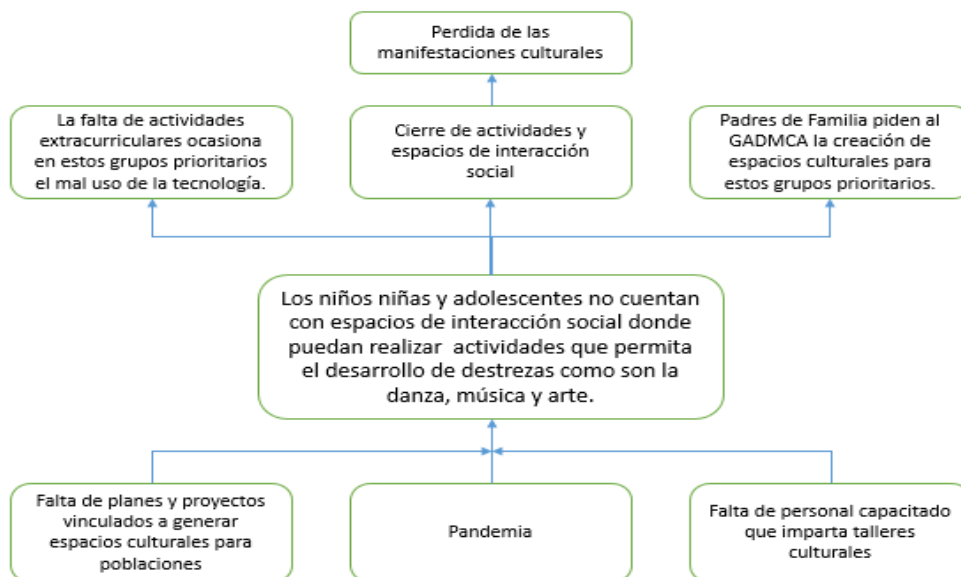 Perdida de las
manifestaciones culturales
La falta de actividades
extracurriculares ocasiona
en estos grupos prioritarios
el mal uso de la tecnología.
Cierre de actividades y
espacios de interacción
social
Padres de Familia piden al
GADMCA la creación de
espacios culturales para
estos grupos prioritarios.
Los niños niñas y adolescentes no cuentan
con espacios de interacción social donde
puedan realizar actividades que permita
el desarrollo de destrezas como son la
danza, música y arte.
Falta de planes y proyectos
vinculados a generar
espacios culturales para
poblaciones
Pandemia
Falta de personal capacitado
que imparta talleres
culturales